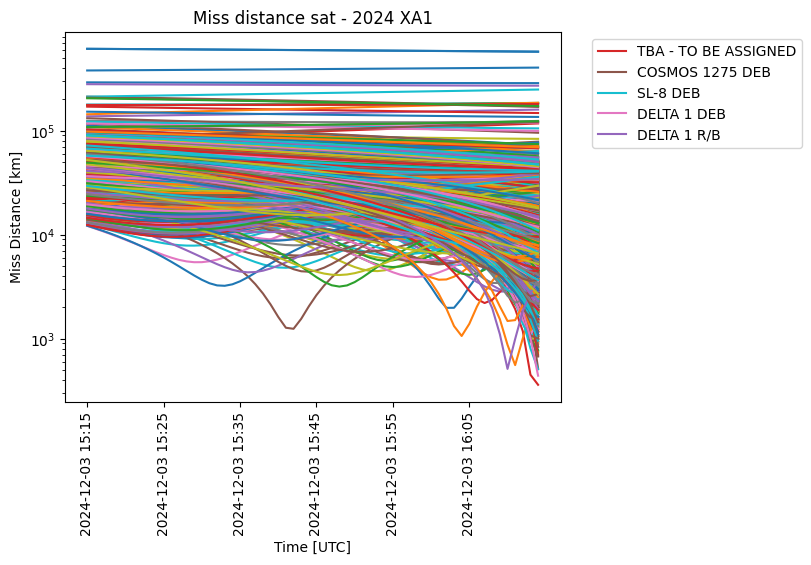 Miss distance sat - 2024 XA1
Miss Distance [km]
10^5
10^4
10^3
2024-12-03 15:15
2024-12-03 15:25
2024-12-03 15:35
2024-12-03 15:45
2024-12-03 15:55
2024-12-03 16:05
Time [UTC]
TBA - TO BE ASSIGNED
COSMOS 1275 DEB
SL-8 DEB
DELTA 1 DEB
DELTA 1 R/B